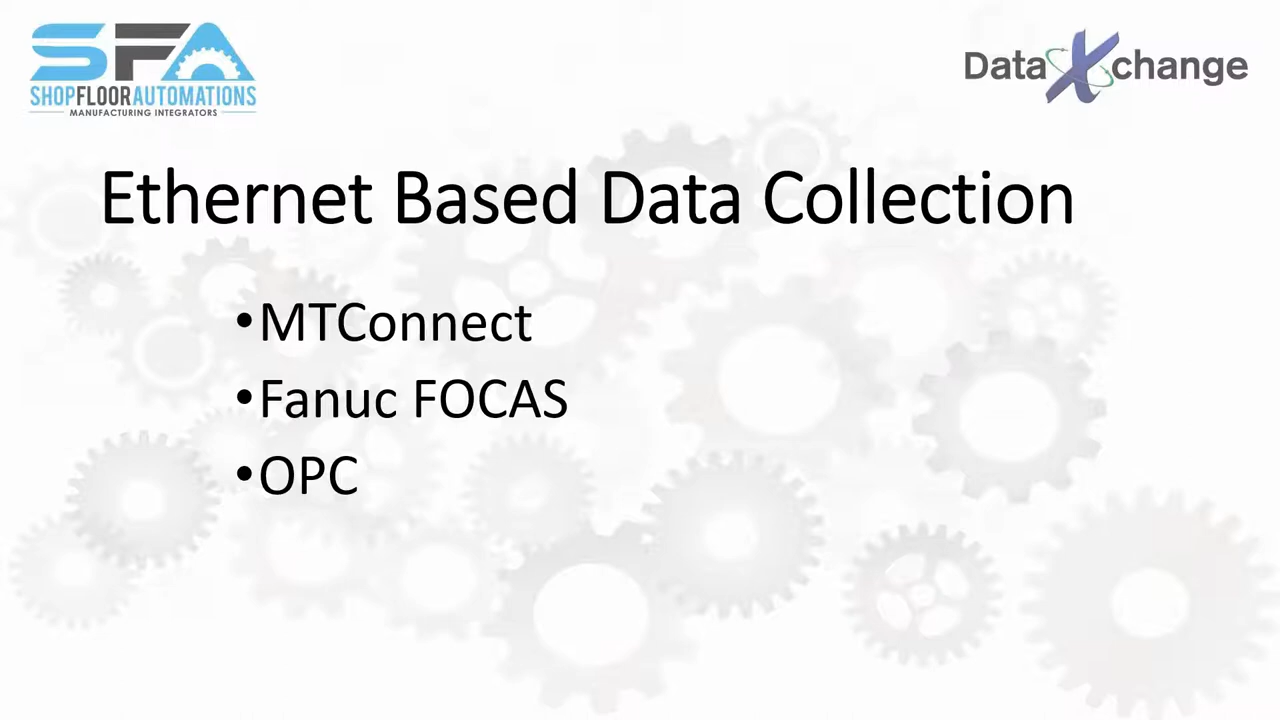 SFA
SHOPFLOORAUTOMATIONS
MANUFACTURING INTEGRATORS
DataXchange
Ethernet Based Data Collection
•MTConnect
•Fanuc FOCAS
•OPC